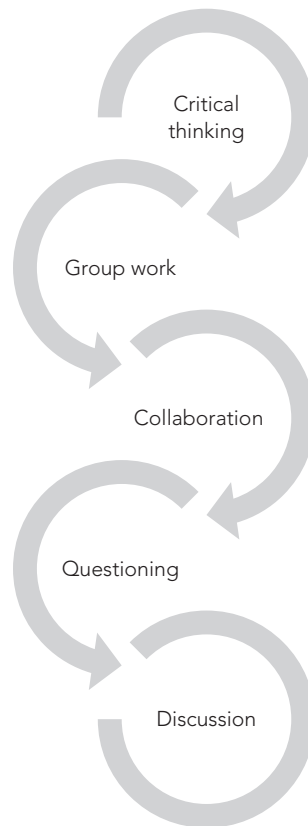 Critical
thinking
Group work
Collaboration
Questioning
Discussion